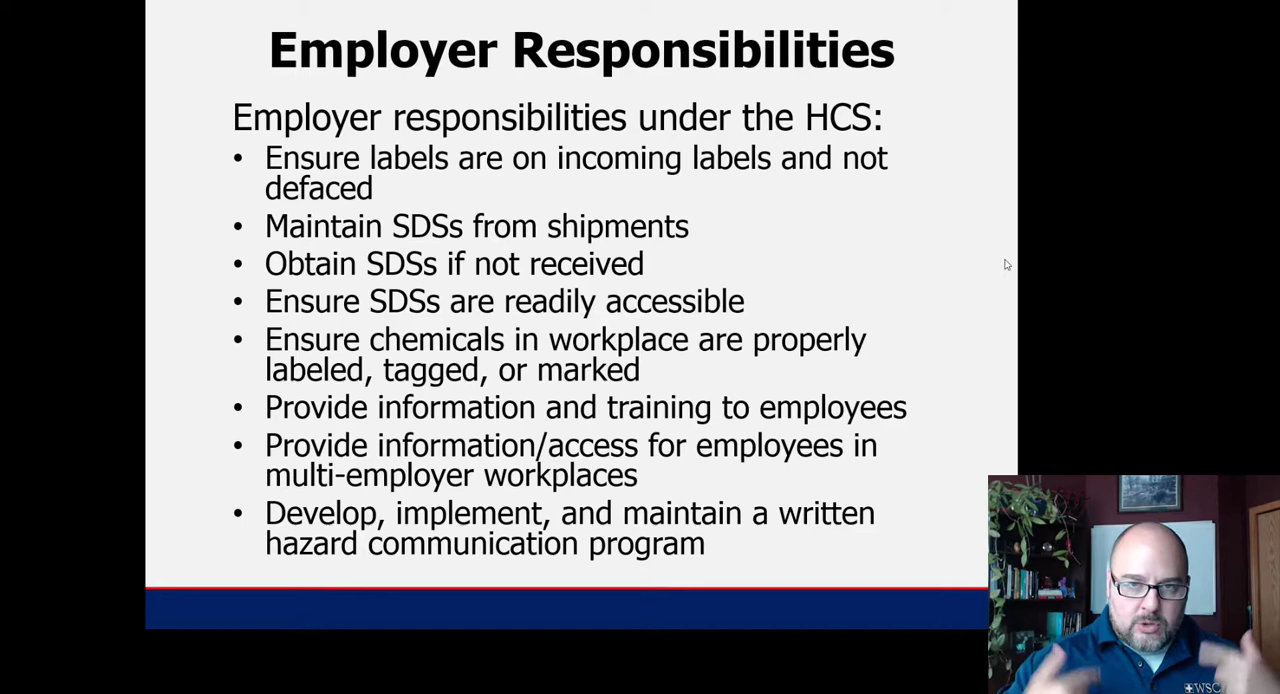 Employer Responsibilities
Employer responsibilities under the HCS:
• Ensure labels are on incoming labels and not
defaced
• Maintain SDSs from shipments
• Obtain SDSs if not received
• Ensure SDSs are readily accessible
• Ensure chemicals in workplace are properly
labeled, tagged, or marked
• Provide information and training to employees
• Provide information/access for employees in
multi-employer workplaces
• Develop, implement, and maintain a written
hazard communication program